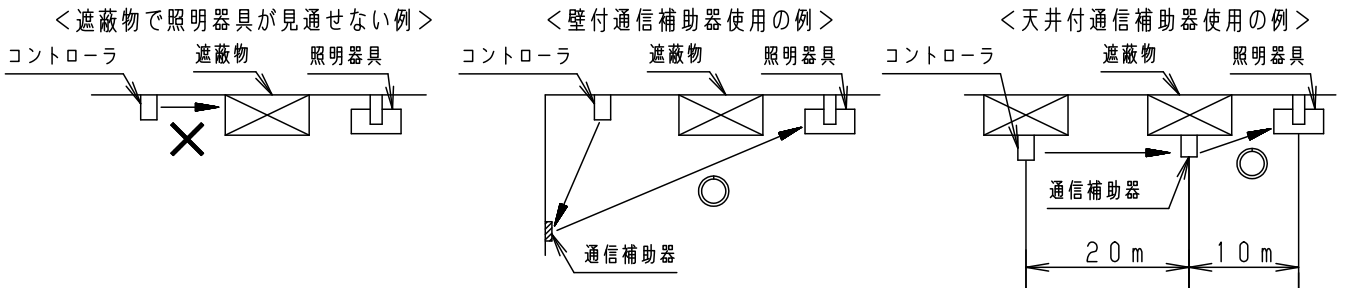 ＜遮蔽物で照明器具が見通せない例＞
コントローラ
遮蔽物
照明器具
＜壁付通信補助器使用の例＞
コントローラ
遮蔽物
照明器具
通信補助器
＜天井付通信補助器使用の例＞
コントローラ
遮蔽物
照明器具
通信補助器
20m
10m